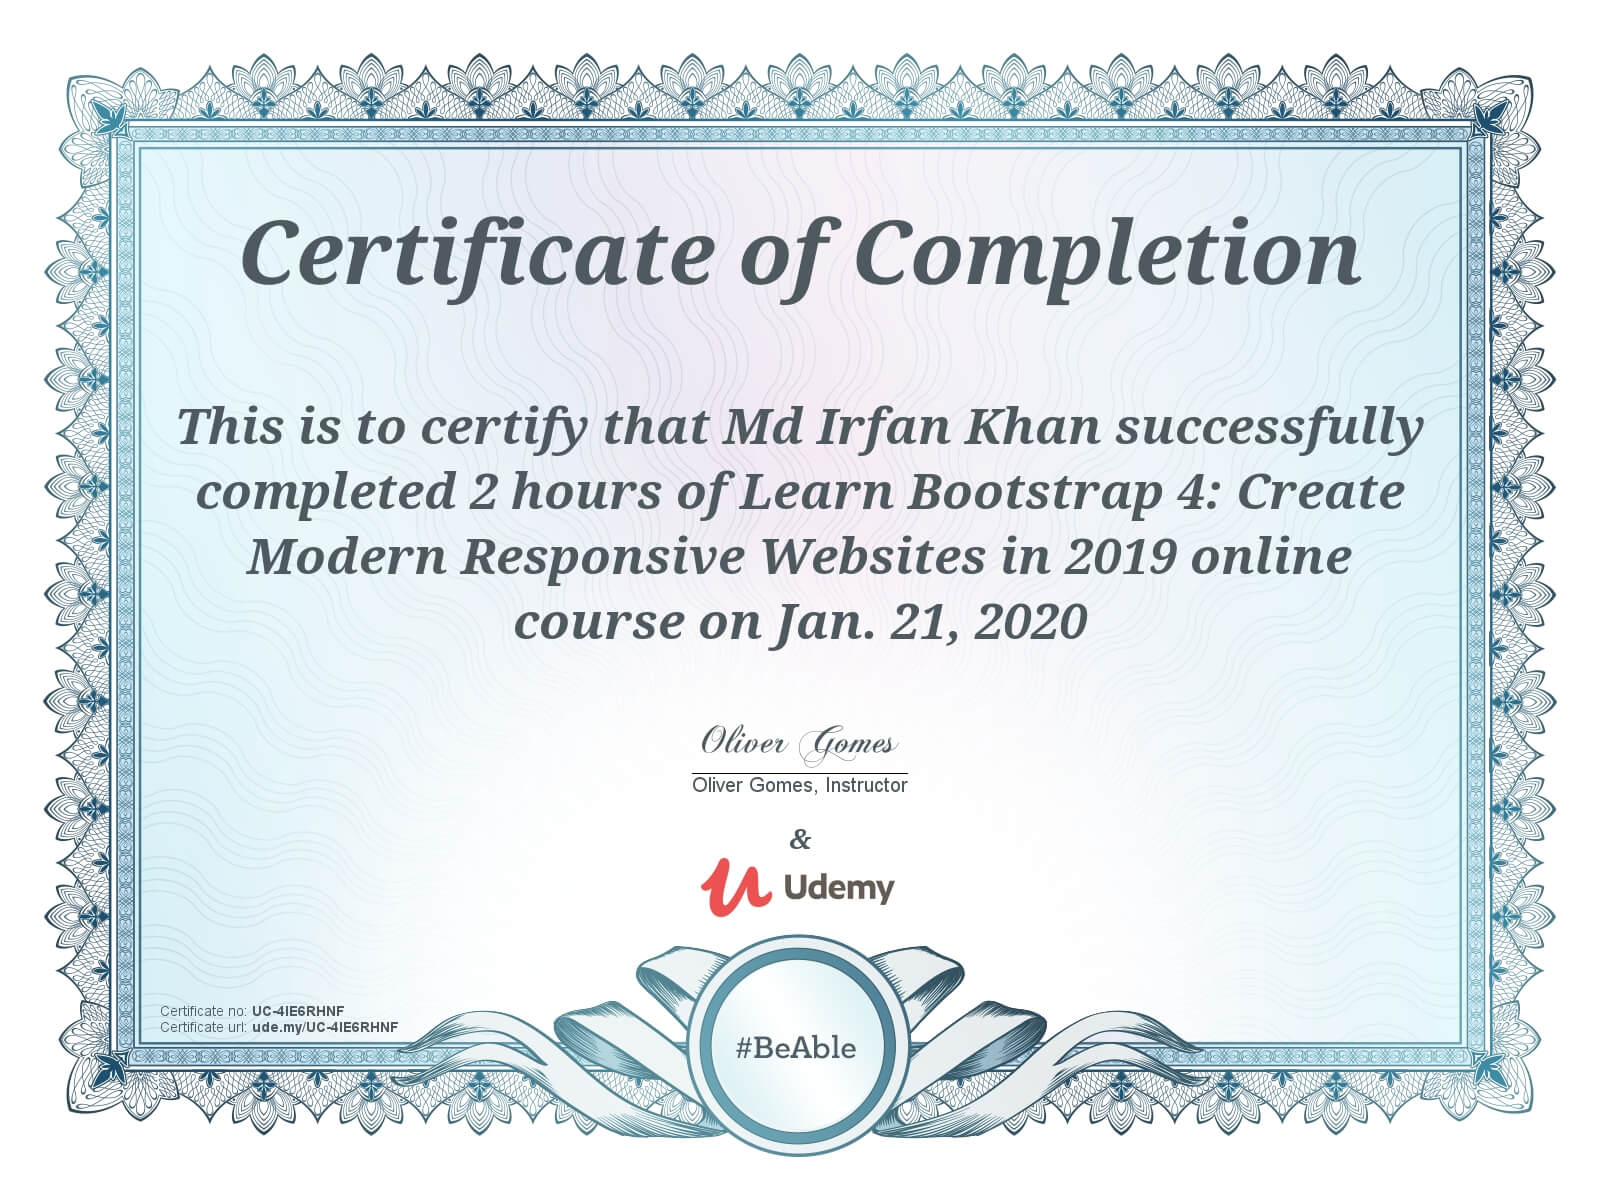 Certificate of Completion
This is to certify that Md Irfan Khan successfully
completed 2 hours of Learn Bootstrap 4: Create
Modern Responsive Websites in 2019 online
course on Jan. 21, 2020
Oliver Gomes
Oliver Gomes, Instructor
&
Udemy
Certificate no: UC-4IE6RHNF
Certificate url: ude.my/UC-4IE6RHNF
#BeAble